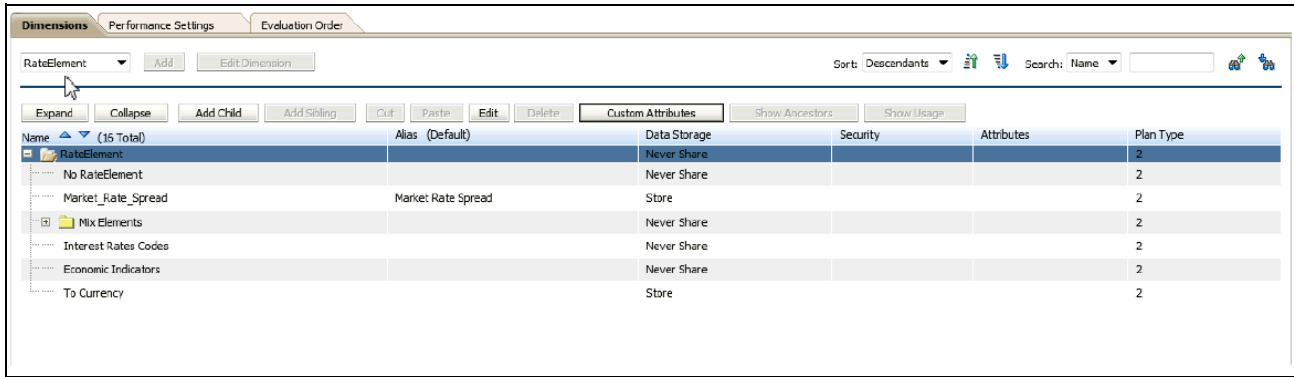 Dimensions Performance Settings Evaluation Order
RateElement Add Edit Dimension Sort: Descendants Search: Name
Expand Collapse Add Child Add Sibling Cut Paste Edit Delete Custom Attributes Show Ancestors Show Usage
Name (15 Total) Alias (Default) Data Storage Security Attributes Plan Type
RateElement Never Share 2
No RateElement Never Share 2
Market_Rate_Spread Market Rate Spread Store 2
Mix Elements Never Share 2
Interest Rates Codes Never Share 2
Economic Indicators Never Share 2
To Currency Store 2